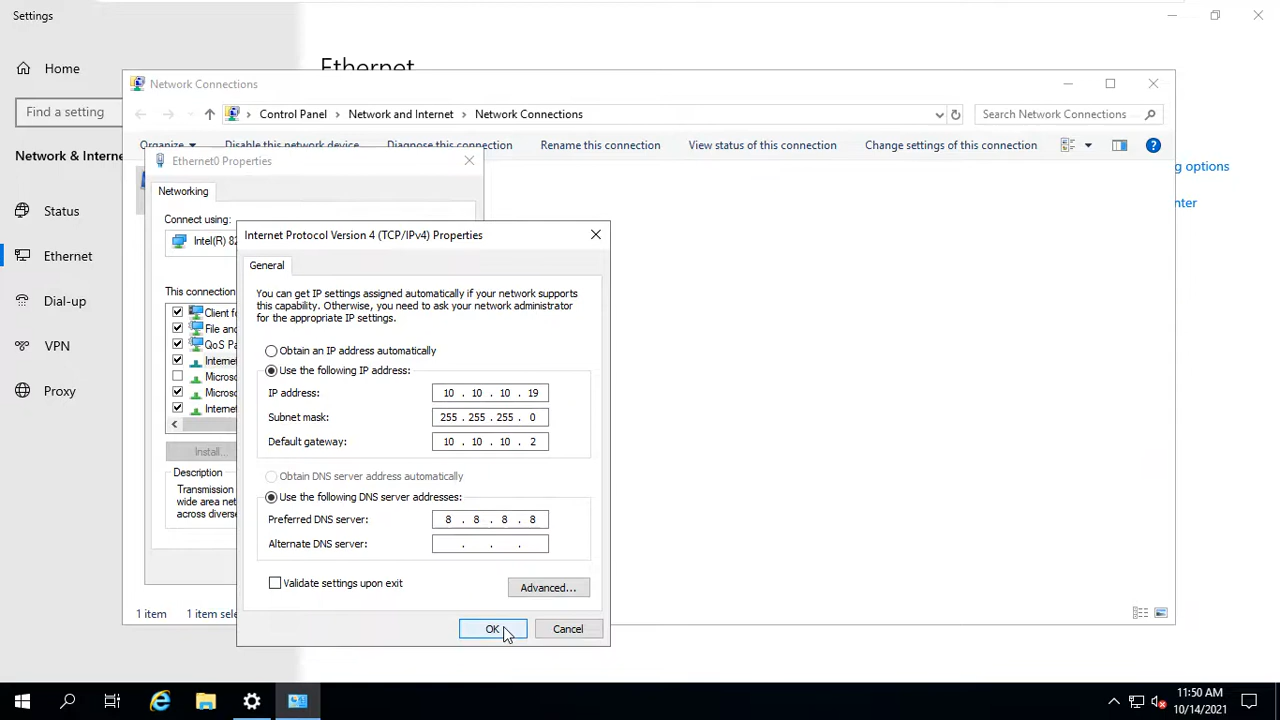 Settings
Home
Find a setting
Network & Interne
Status
Ethernet
Dial-up
VPN
Proxy
Ethernet
g options
nter
Network Connections
Control Panel > Network and Internet > Network Connections
Search Network Connections
Organize
Disable this network device
Diagnose this connection
Rename this connection
View status of this connection
Change settings of this connection
Ethernet0 Properties
Networking
Connect using:
Intel(R) 82
This connection
Client fo
File and
QoS Pa
Internet
Microso
Microso
Internet
Install...
Description
Transmission
wide area net
across diverse
Internet Protocol Version 4 (TCP/IPv4) Properties
General
You can get IP settings assigned automatically if your network supports
this capability. Otherwise, you need to ask your network administrator
for the appropriate IP settings.
Obtain an IP address automatically
Use the following IP address:
IP address: 10 . 10 . 10 . 19
Subnet mask: 255 . 255 . 255 . 0
Default gateway: 10 . 10 . 10 . 2
Obtain DNS server address automatically
Use the following DNS server addresses:
Preferred DNS server: 8 . 8 . 8 . 8
Alternate DNS server: . . .
Validate settings upon exit
Advanced...
OK
Cancel
1 item
1 item sele
11:50 AM
10/14/2021